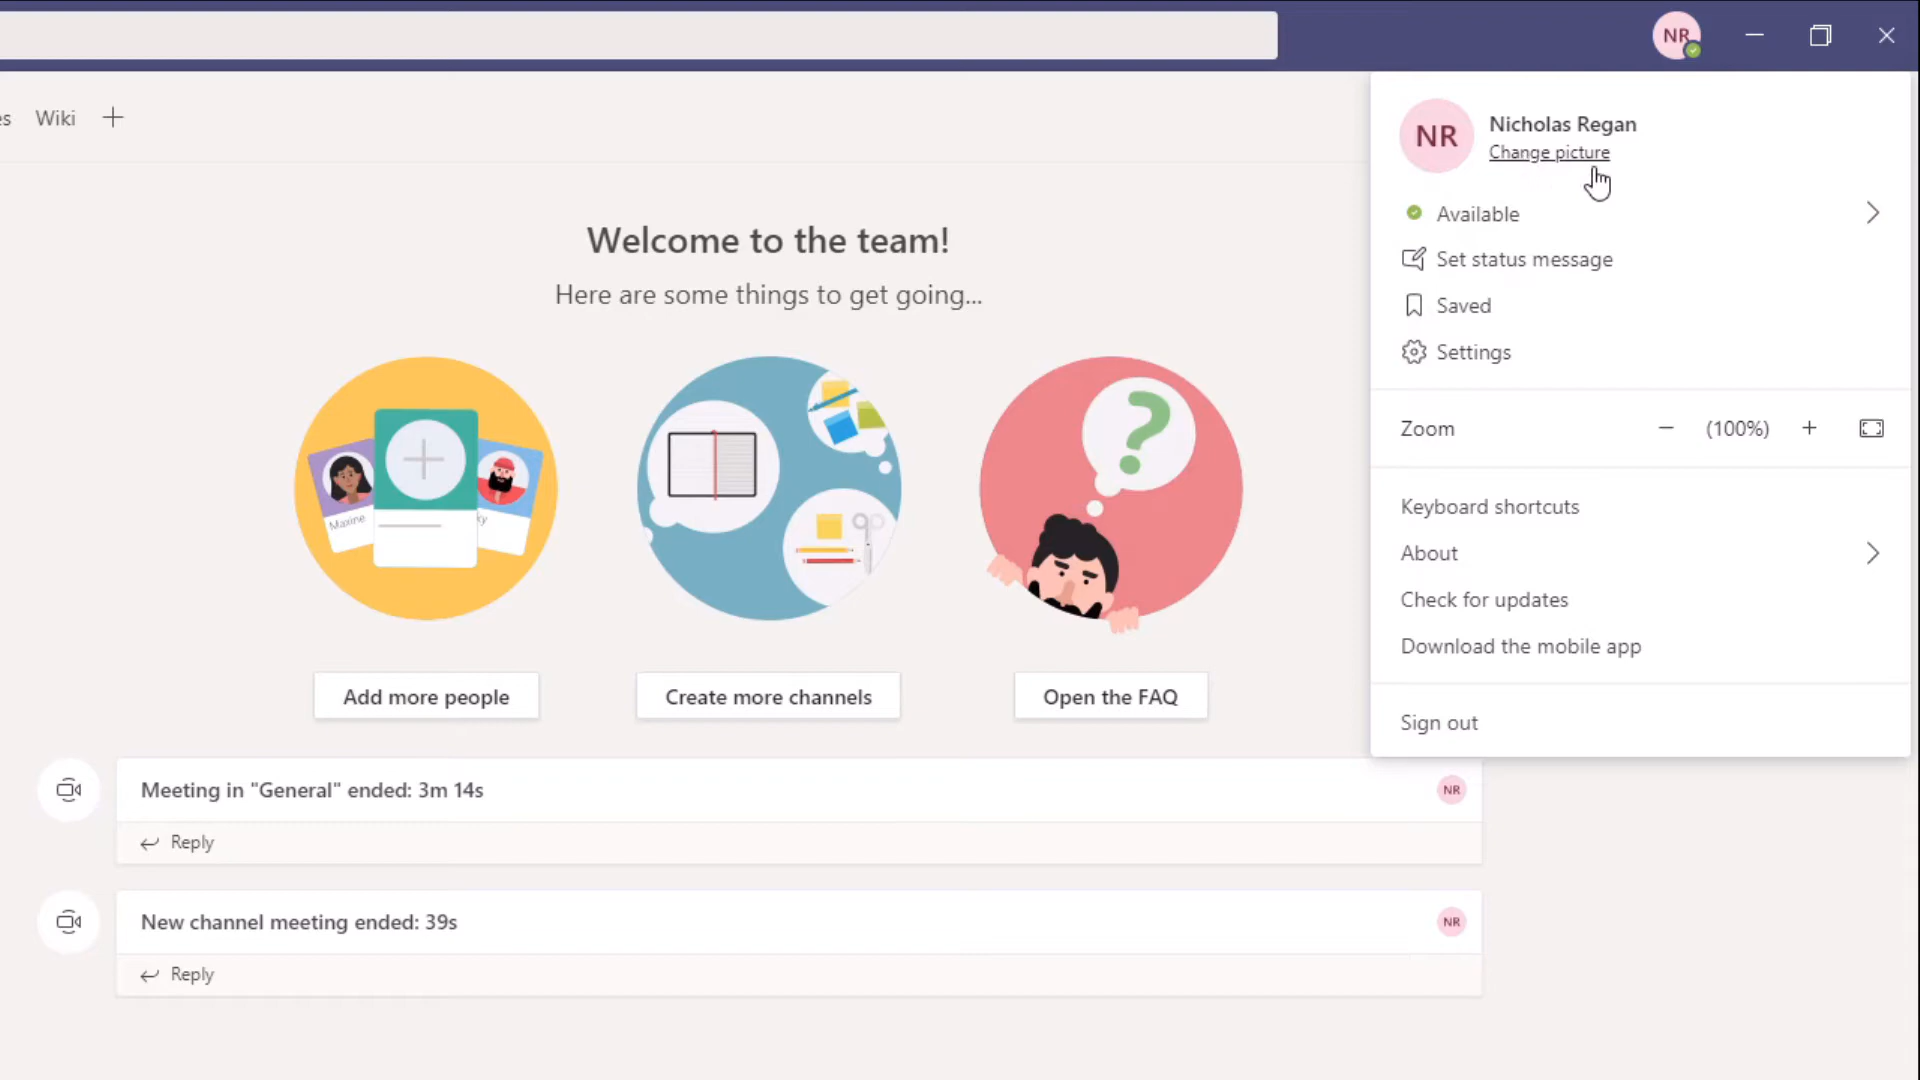 NR
es Wiki
NR
Nicholas Regan
Change picture
Available
Set status message
Saved
Settings
Zoom (100%)
Keyboard shortcuts
About
Check for updates
Download the mobile app
Sign out
Welcome to the team!
Here are some things to get going...
Maxine
ky
Add more people
Create more channels
Open the FAQ
Meeting in "General" ended: 3m 14s
NR
Reply
New channel meeting ended: 39s
NR
Reply